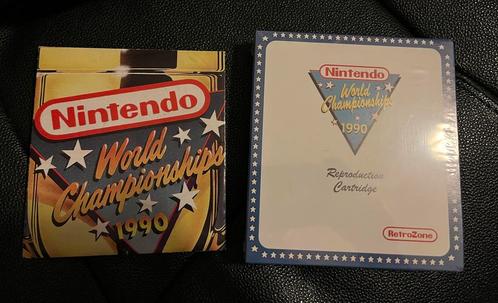 Nintendo
World
Championships
1990
Nintendo
World
Championships
1990
Reproduction
Cartridge
RetroZone